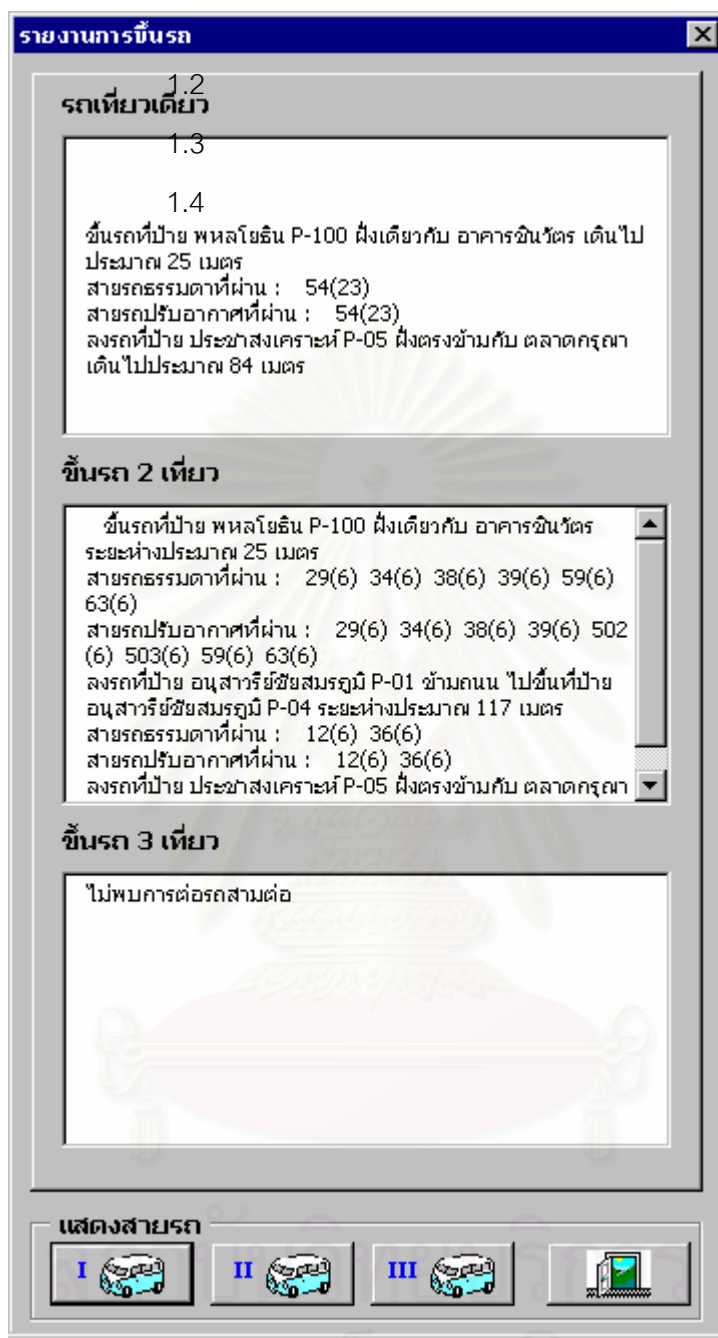 รายงานการขึ้นรถ
1.2
รถเที่ยวเดียว
1.3
1.4
ขึ้นรถที่ป้าย พหลโยธิน P-100 ฝั่งเดียวกับ อาคารชินวัตร เดินไป
ประมาณ 25 เมตร
สายรถธรรมดาที่ผ่าน : 54(23)
สายรถปรับอากาศที่ผ่าน : 54(23)
ลงรถที่ป้าย ประชาสงเคราะห์ P-05 ฝั่งตรงข้ามกับ ตลาดกรุณา
เดินไปประมาณ 84 เมตร
ขึ้นรถ 2 เที่ยว
ขึ้นรถที่ป้าย พหลโยธิน P-100 ฝั่งเดียวกับ อาคารชินวัตร
ระยะห่างประมาณ 25 เมตร
สายรถธรรมดาที่ผ่าน : 29(6) 34(6) 38(6) 39(6) 59(6)
63(6)
สายรถปรับอากาศที่ผ่าน : 29(6) 34(6) 38(6) 39(6) 502
(6) 503(6) 59(6) 63(6)
ลงรถที่ป้าย อนุสาวรีย์ชัยสมรภูมิ P-01 ข้ามถนน ไปขึ้นที่ป้าย
อนุสาวรีย์ชัยสมรภูมิ P-04 ระยะห่างประมาณ 117 เมตร
สายรถธรรมดาที่ผ่าน : 12(6) 36(6)
สายรถปรับอากาศที่ผ่าน : 12(6) 36(6)
ลงรถที่ป้าย ประชาสงเคราะห์ P-05 ฝั่งตรงข้ามกับ ตลาดกรุณา
ขึ้นรถ 3 เที่ยว
ไม่พบการต่อรถสามต่อ
แสดงสายรถ
I II III